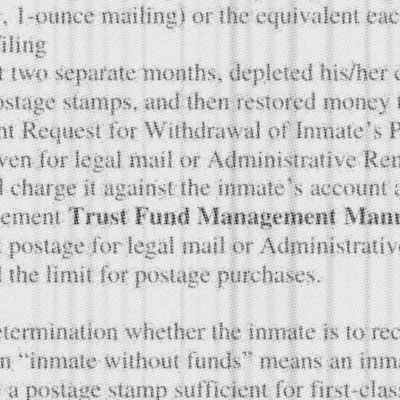 , 1-ounce mailing) or the equivalent eac
iling
t two separate months, depleted his/her
ostage stamps, and then restored money
nt Request for Withdrawal of Inmate's P
ven for legal mail or Administrative Rem
l charge it against the inmate's account a
ement Trust Fund Management Manu
postage for legal mail or Administrative
l the limit for postage purchases.
etermination whether the inmate is to rec
n "inmate without funds" means an inma
a postage stamp sufficient for first-class